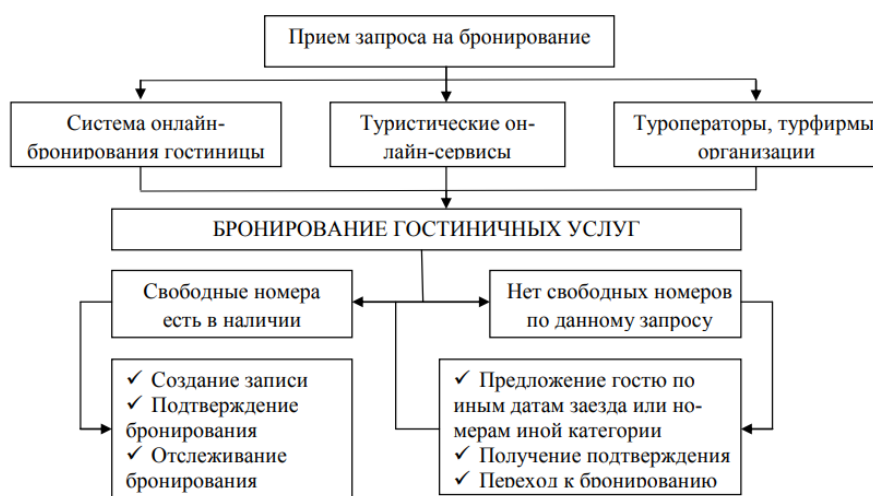 Прием запроса на бронирование
Система онлайн-
бронирования гостиницы
Туристические он-
лайн-сервисы
Туроператоры, турфирмы
организации
БРОНИРОВАНИЕ ГОСТИНИЧНЫХ УСЛУГ
Свободные номера
есть в наличии
Нет свободных номеров
по данному запросу
✓ Создание записи
✓ Подтверждение
бронирования
✓ Отслеживание
бронирования
✓ Предложение гостю по
иным датам заезда или но-
мерам иной категории
✓ Получение подтверждения
✓ Переход к бронированию